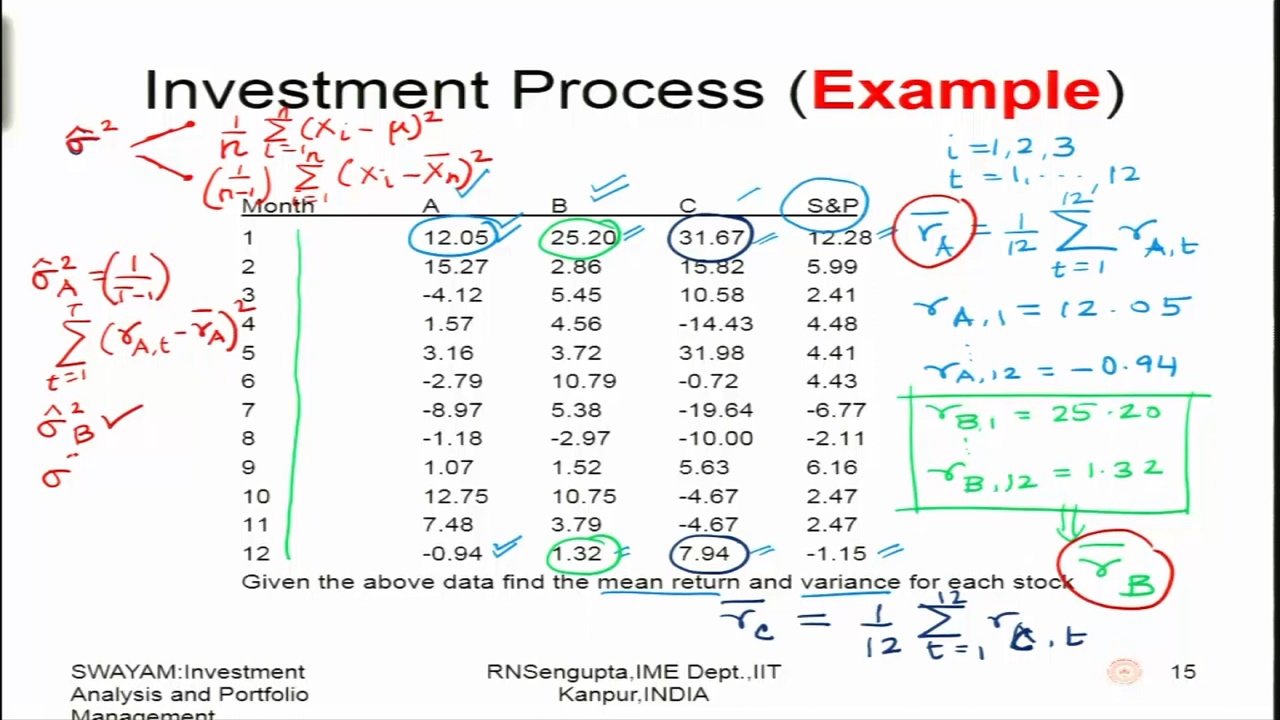 Investment Process (Example)
σ̂²
1/n Σ i=1 n (xi - μ)²
(1/n-1) Σ i=1 n (xi - x̄n)²
i = 1, 2, 3
t = 1, ..., 12
Month A B C S&P
1 12.05 25.20 31.67 12.28
2 15.27 2.86 15.82 5.99
3 -4.12 5.45 10.58 2.41
4 1.57 4.56 -14.43 4.48
5 3.16 3.72 31.98 4.41
6 -2.79 10.79 -0.72 4.43
7 -8.97 5.38 -19.64 -6.77
8 -1.18 -2.97 -10.00 -2.11
9 1.07 1.52 5.63 6.16
10 12.75 10.75 -4.67 2.47
11 7.48 3.79 -4.67 2.47
12 -0.94 1.32 7.94 -1.15
σ̂²A = (1/T-1)
Σ t=1 T (rA,t - r̄A)²
σ̂²B
σ
r̄A = 1/12 Σ t=1 12 rA,t
rA,1 = 12.05
rA,12 = -0.94
rB,1 = 25.20
rB,12 = 1.32
r̄B
Given the above data find the mean return and variance for each stock
r̄c = 1/12 Σ t=1 12 rC,t
SWAYAM:Investment
Analysis and Portfolio
Management
RNSengupta,IME Dept.,IIT
Kanpur,INDIA
15